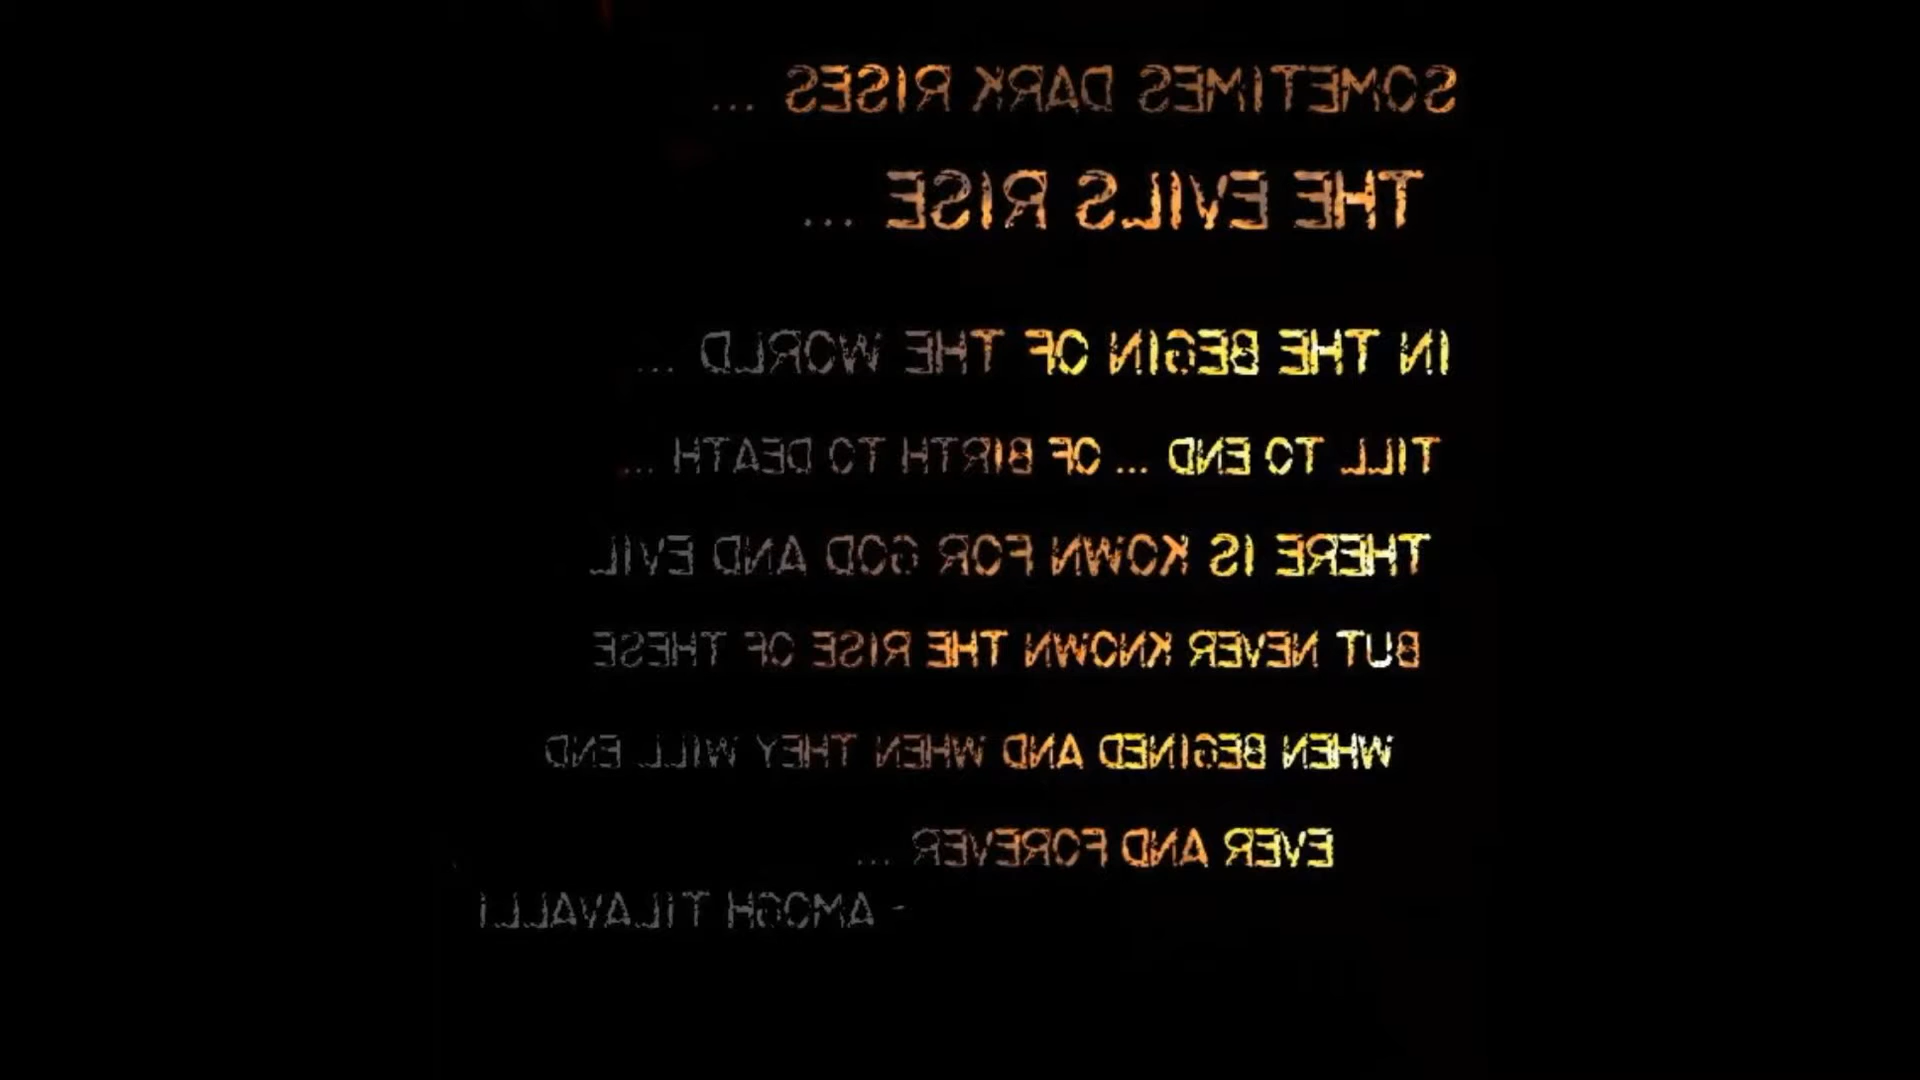 SOMETIMES DARK RISES ...
THE EVILS RISE ...
IN THE BEGIN OF THE WORLD ...
TILL TO END ... OF BIRTH TO DEATH ...
THERE IS KOWN FOR GOD AND EVIL
BUT NEVER KNOWN THE RISE OF THESE
WHEN BEGINED AND WHEN THEY WILL END
EVER AND FOREVER ...
- AMOGH TILAVALLI